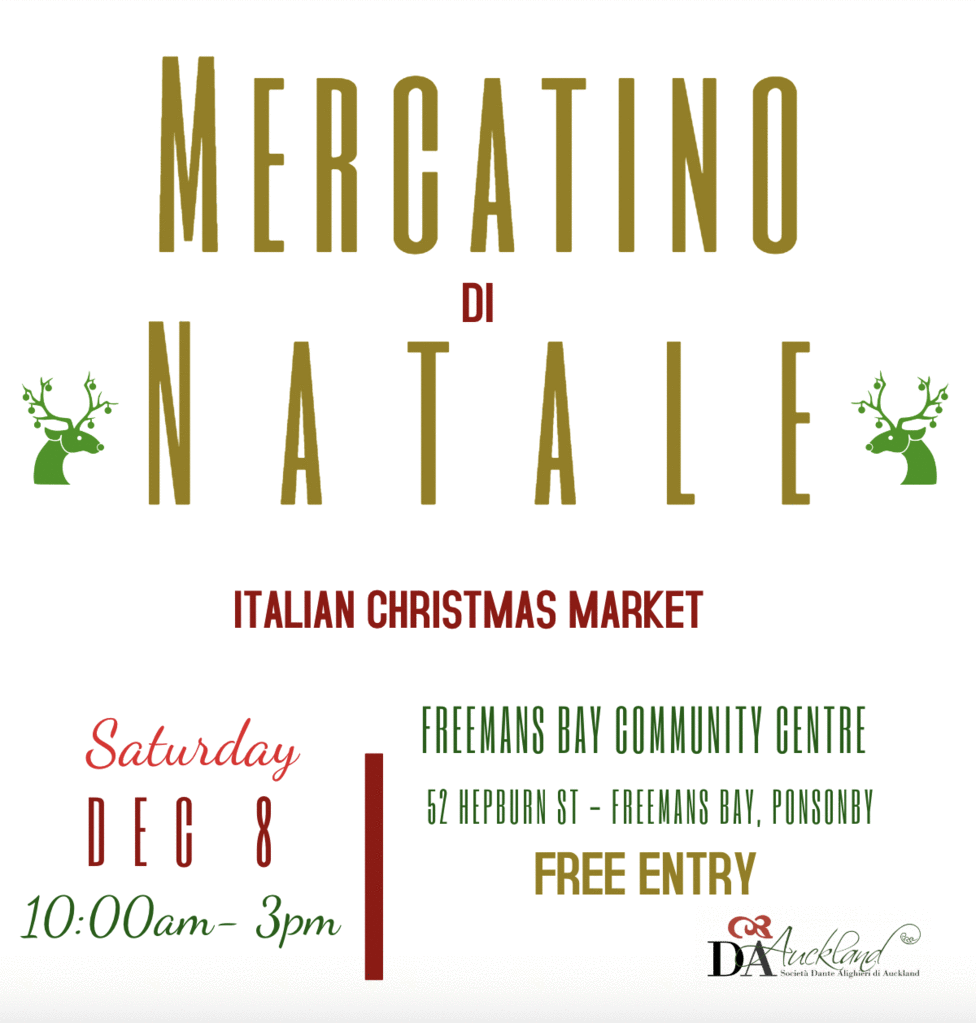 MERCATINO
DI
NATALE
ITALIAN CHRISTMAS MARKET
Saturday
DEC 8
10:00am- 3pm
FREEMANS BAY COMMUNITY CENTRE
52 HEPBURN ST - FREEMANS BAY, PONSONBY
FREE ENTRY
DA Auckland
Società Dante Alighieri di Auckland